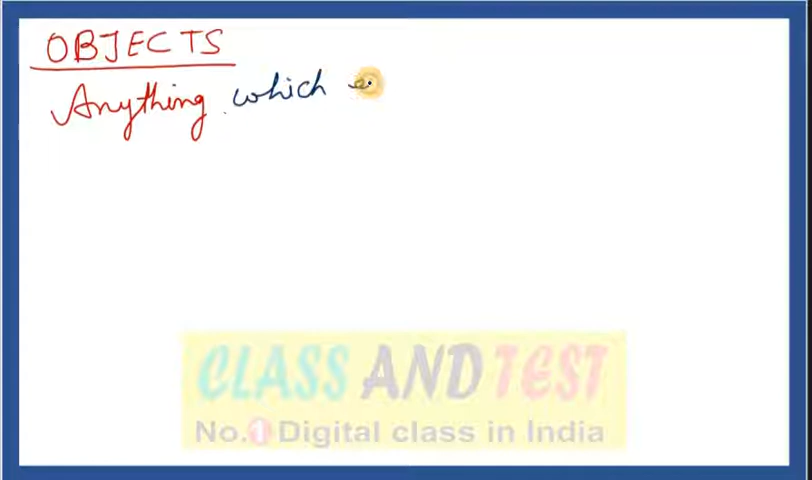 OBJECTS
Anything which
CLASS AND TEST
No.1 Digital class in India